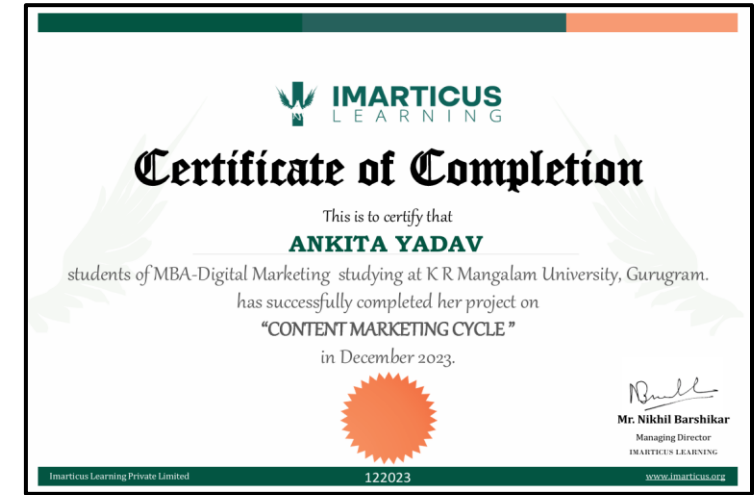 IMARTICUS
LEARNING
Certificate of Completion
This is to certify that
ANKITA YADAV
students of MBA-Digital Marketing studying at K R Mangalam University, Gurugram.
has successfully completed her project on
“CONTENT MARKETING CYCLE ”
in December 2023.
Mr. Nikhil Barshikar
Managing Director
IMARTICUS LEARNING
Imarticus Learning Private Limited
122023
www.imarticus.org